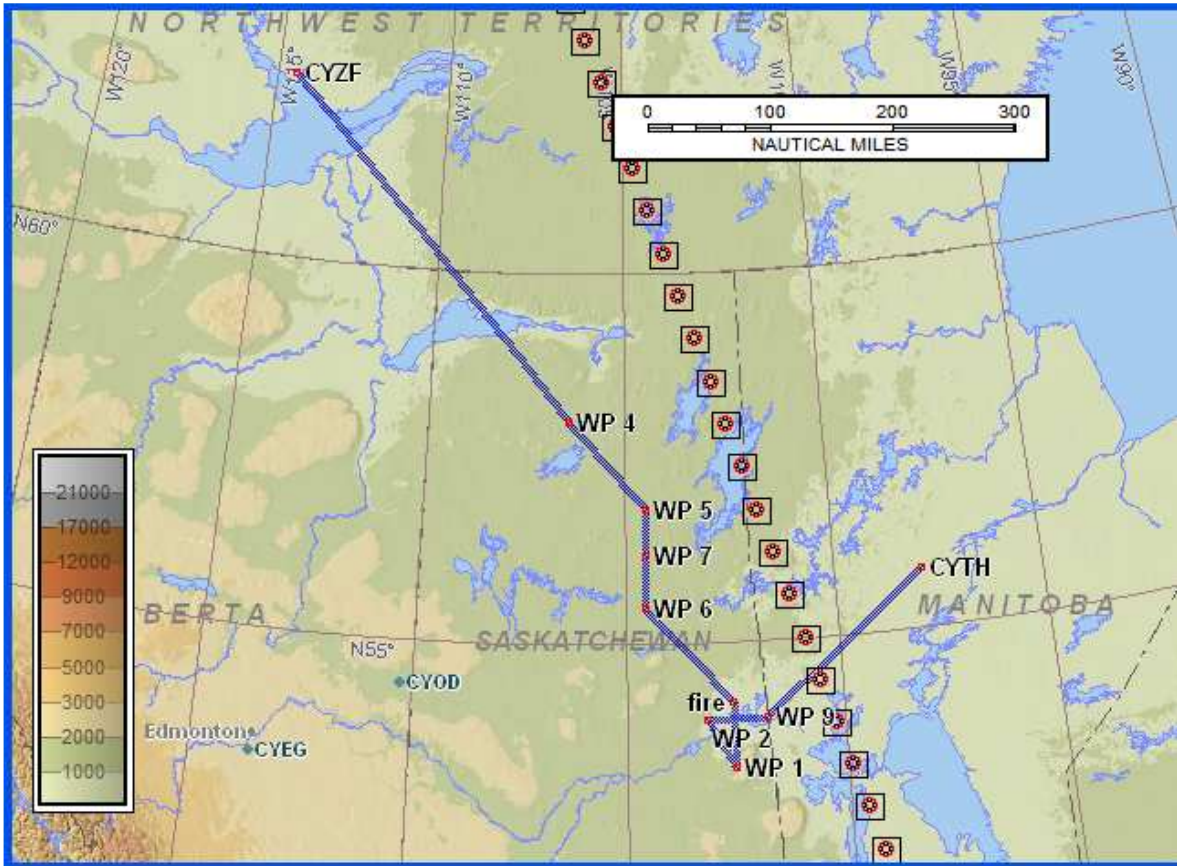 NORTHWEST TERRITORIES
W120°
W110°
W95°
W90°
CYZF
0 100 200 300
NAUTICAL MILES
N60°
WP 4
21000
17000
12000
9000
7000
5000
3000
2000
1000
WP 5
WP 7
CYTH
WP 6
BERTA
MANITOBA
SASKATCHEWAN
N55°
CYOD
fire
WP 9
Edmonton
CYEG
WP 2
WP 1